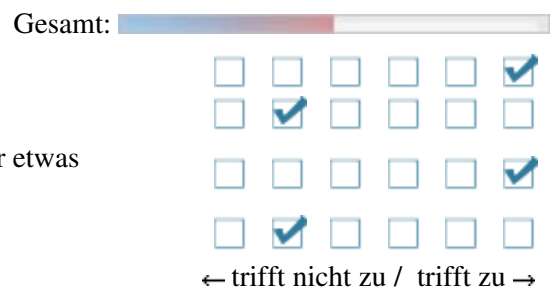 Gesamt:
etwas
← trifft nicht zu / trifft zu →